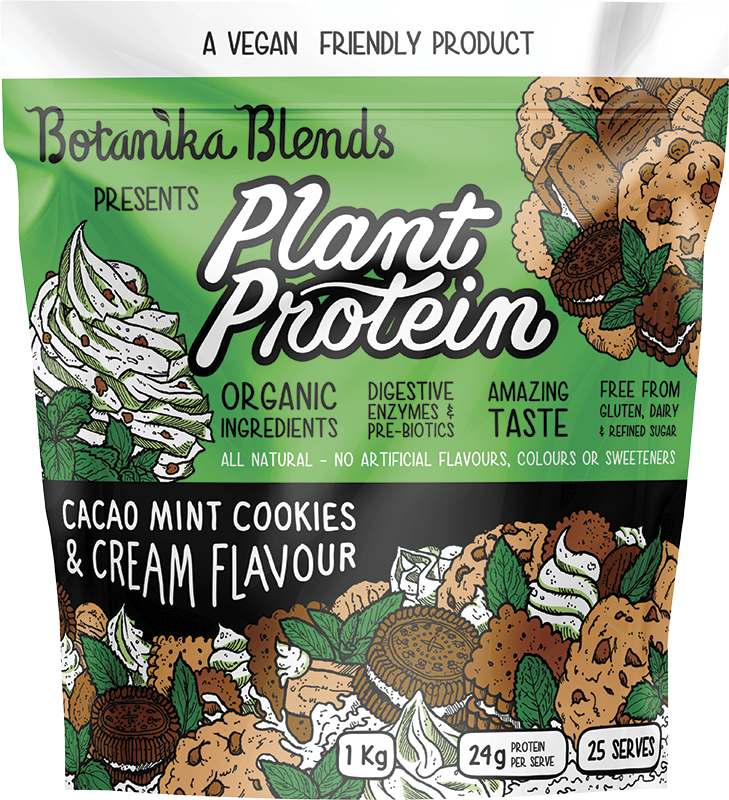 A VEGAN FRIENDLY PRODUCT
Botanika Blends
PRESENTS
Plant
Protein
ORGANIC
INGREDIENTS
DIGESTIVE
ENZYMES &
PRE-BIOTICS
AMAZING
TASTE
FREE FROM
GLUTEN, DAIRY
& REFINED SUGAR
ALL NATURAL – NO ARTIFICIAL FLAVOURS, COLOURS OR SWEETENERS
CACAO MINT COOKIES
& CREAM FLAVOUR
1 Kg
24g PROTEIN
PER SERVE
25 SERVES